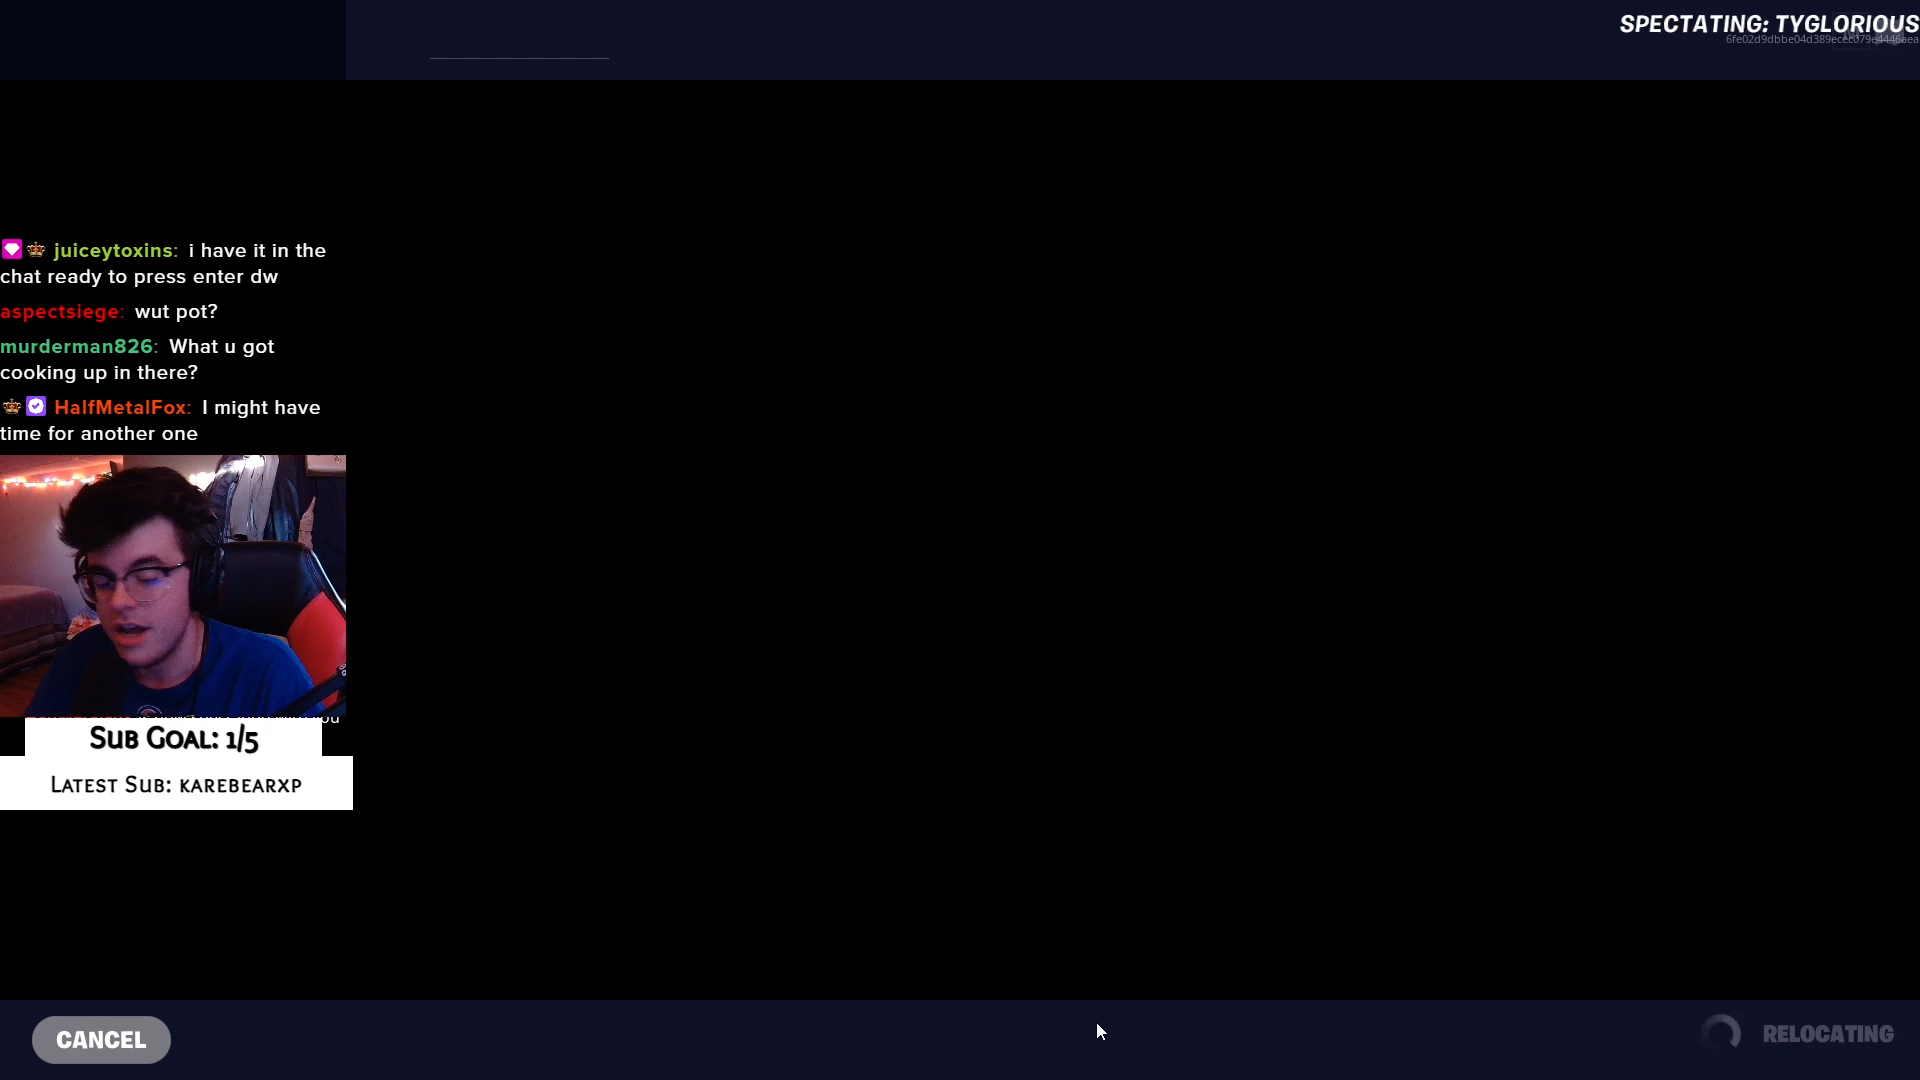 SPECTATING: TYGLORIOUS
juiceytoxins: i have it in the
chat ready to press enter dw
aspectsiege: wut pot?
murderman826: What u got
cooking up in there?
HalfMetalFox: I might have
time for another one
Sub Goal: 1/5
Latest Sub: karebearxp
CANCEL
RELOCATING